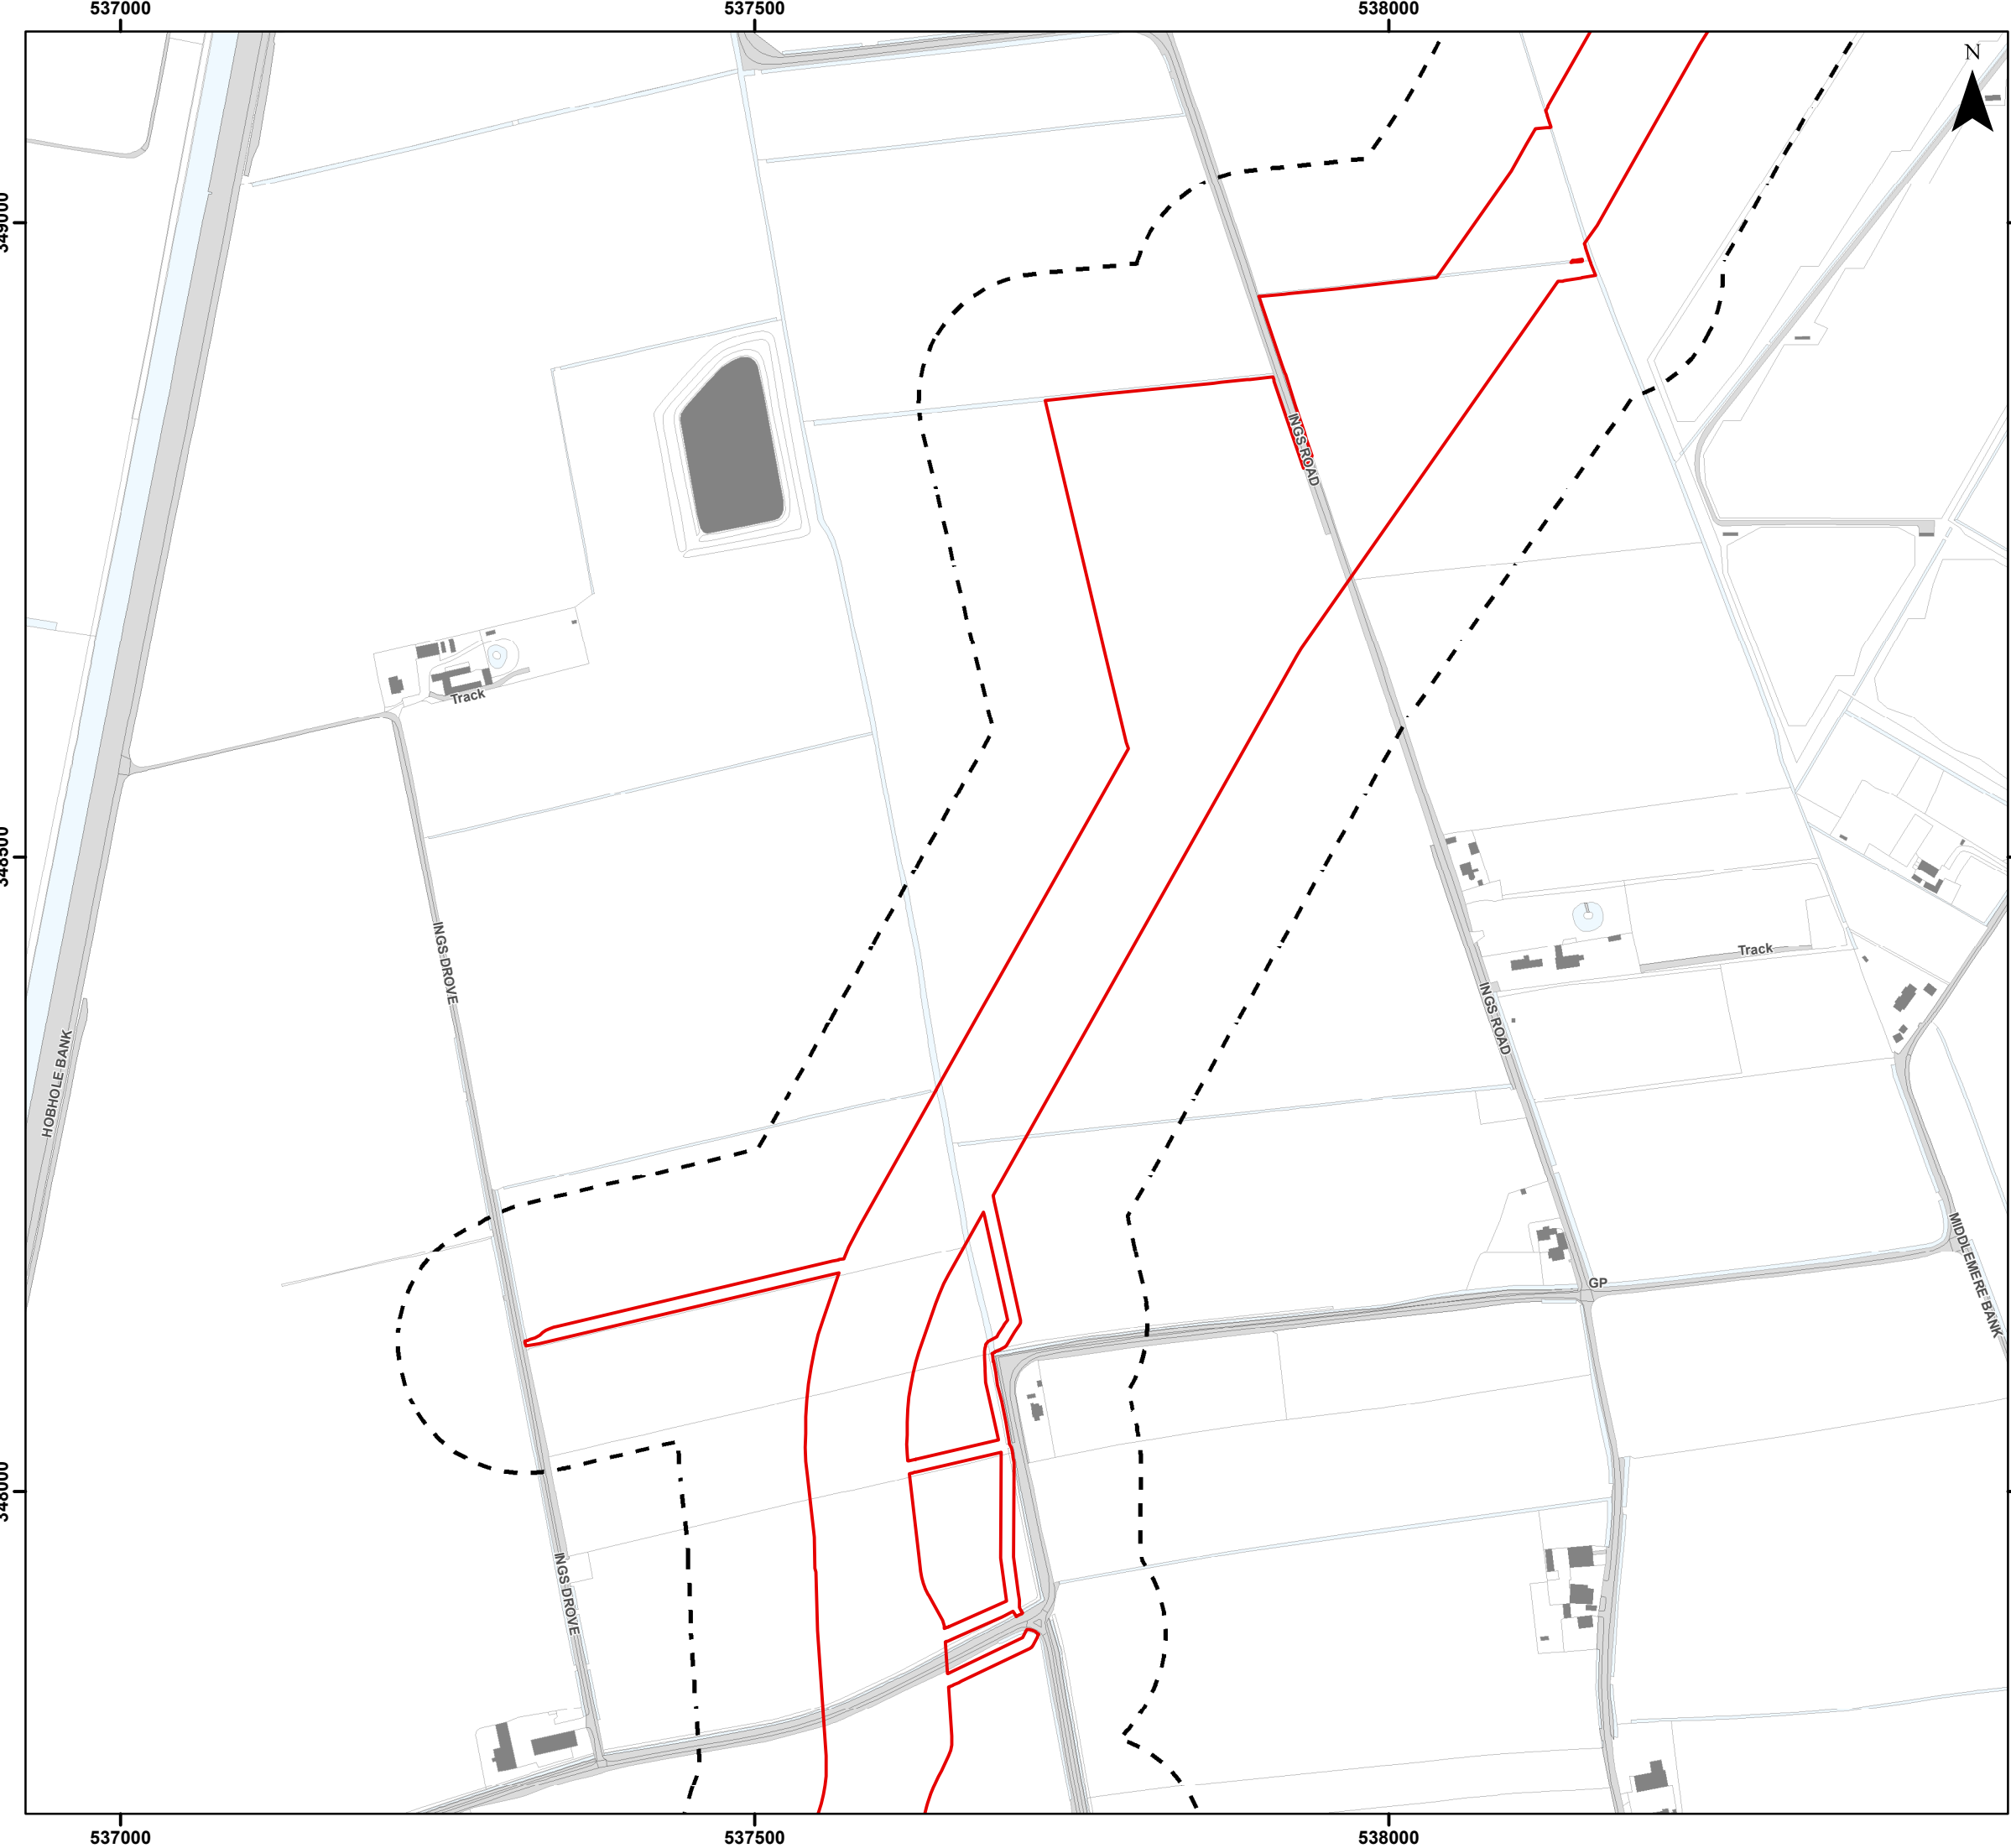 537000
537500
538000
N
349000
INGS ROAD
Track
348500
INGS DROVE
Track
INGS ROAD
HOBHOLE BANK
MIDDLEMERE BANK
GP
348000
INGS DROVE
537000
537500
538000